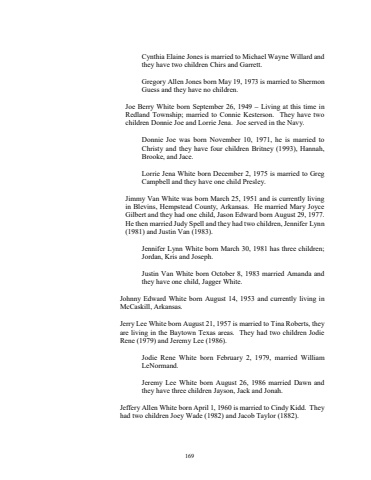 Cynthia Elaine Jones is married to Michael Wayne Willard and
they have two children Chirs and Garrett.
Gregory Allen Jones born May 19, 1973 is married to Shermon
Guess and they have no children.
Joe Berry White born September 26, 1949 – Living at this time in
Redland Township; married to Connie Kesterson.  They have two
children Donnie Joe and Lorrie Jena.  Joe served in the Navy.
Donnie Joe was born November 10, 1971, he is married to
Christy and they have four children Britney (1993), Hannah,
Brooke, and Jace.
Lorrie Jena White born December 2, 1975 is married to Greg
Campbell and they have one child Presley.
Jimmy Van White was born March 25, 1951 and is currently living
in Blevins, Hempstead County, Arkansas.  He married Mary Joyce
Gilbert and they had one child, Jason Edward born August 29, 1977.
He then married Judy Spell and they had two children, Jennifer Lynn
(1981) and Justin Van (1983).
Jennifer Lynn White born March 30, 1981 has three children;
Jordan, Kris and Joseph.
Justin Van White born October 8, 1983 married Amanda and
they have one child, Jagger White.
Johnny Edward White born August 14, 1953 and currently living in
McCaskill, Arkansas.
Jerry Lee White born August 21, 1957 is married to Tina Roberts, they
are living in the Baytown Texas areas.  They had two children Jodie
Rene (1979) and Jeremy Lee (1986).
Jodie Rene White born February 2, 1979, married William
LeNormand.
Jeremy Lee White born August 26, 1986 married Dawn and
they have three children Jayson, Jack and Jonah.
Jeffery Allen White born April 1, 1960 is married to Cindy Kidd.  They
had two children Joey Wade (1982) and Jacob Taylor (1882).
169